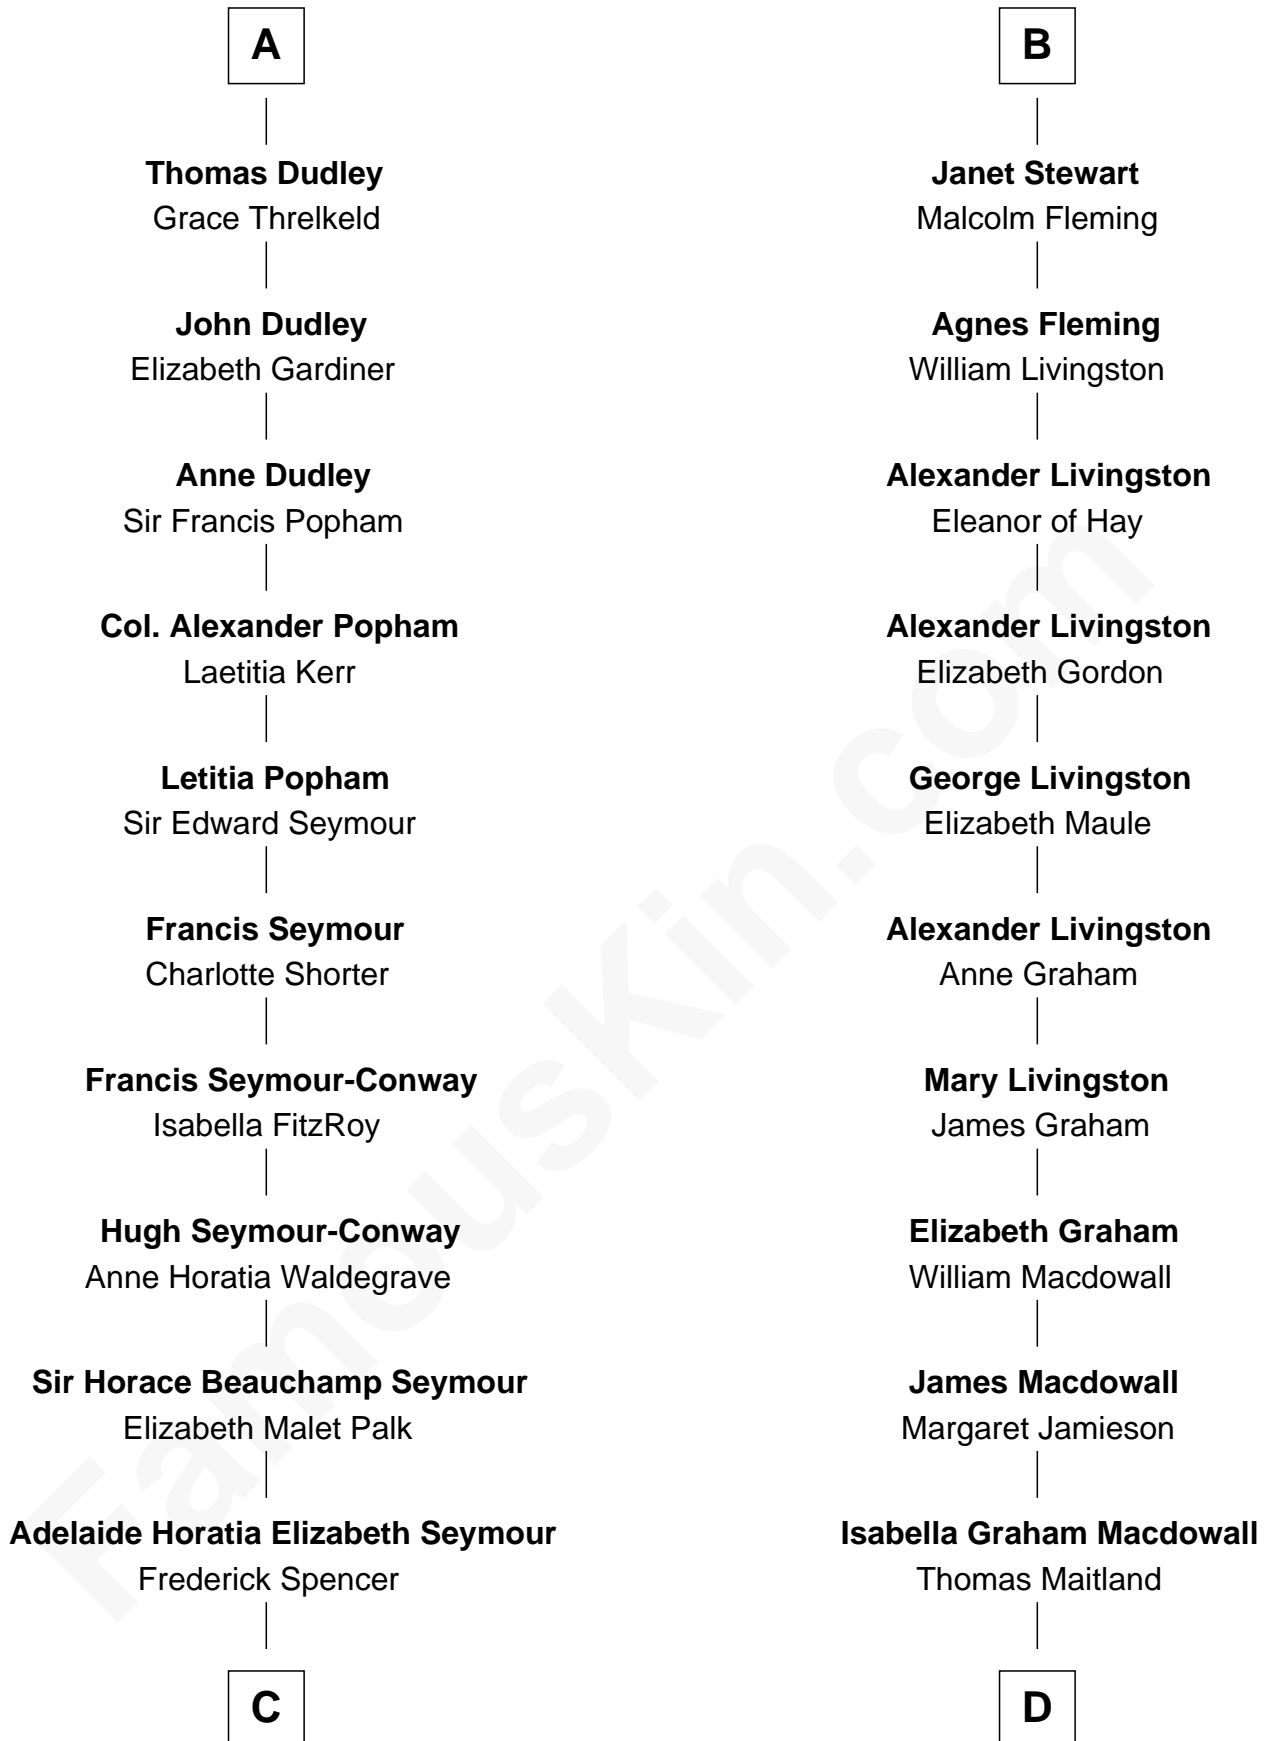 A
Thomas Dudley
Grace Threlkeld
John Dudley
Elizabeth Gardiner
Anne Dudley
Sir Francis Popham
Col. Alexander Popham
Laetitia Kerr
Letitia Popham
Sir Edward Seymour
Francis Seymour
Charlotte Shorter
Francis Seymour-Conway
Isabella FitzRoy
Hugh Seymour-Conway
Anne Horatia Waldegrave
Sir Horace Beauchamp Seymour
Elizabeth Malet Palk
Adelaide Horatia Elizabeth Seymour
Frederick Spencer
C
B
Janet Stewart
Malcolm Fleming
Agnes Fleming
William Livingston
Alexander Livingston
Eleanor of Hay
Alexander Livingston
Elizabeth Gordon
George Livingston
Elizabeth Maule
Alexander Livingston
Anne Graham
Mary Livingston
James Graham
Elizabeth Graham
William Macdowall
James Macdowall
Margaret Jamieson
Isabella Graham Macdowall
Thomas Maitland
D
FamousKin.com